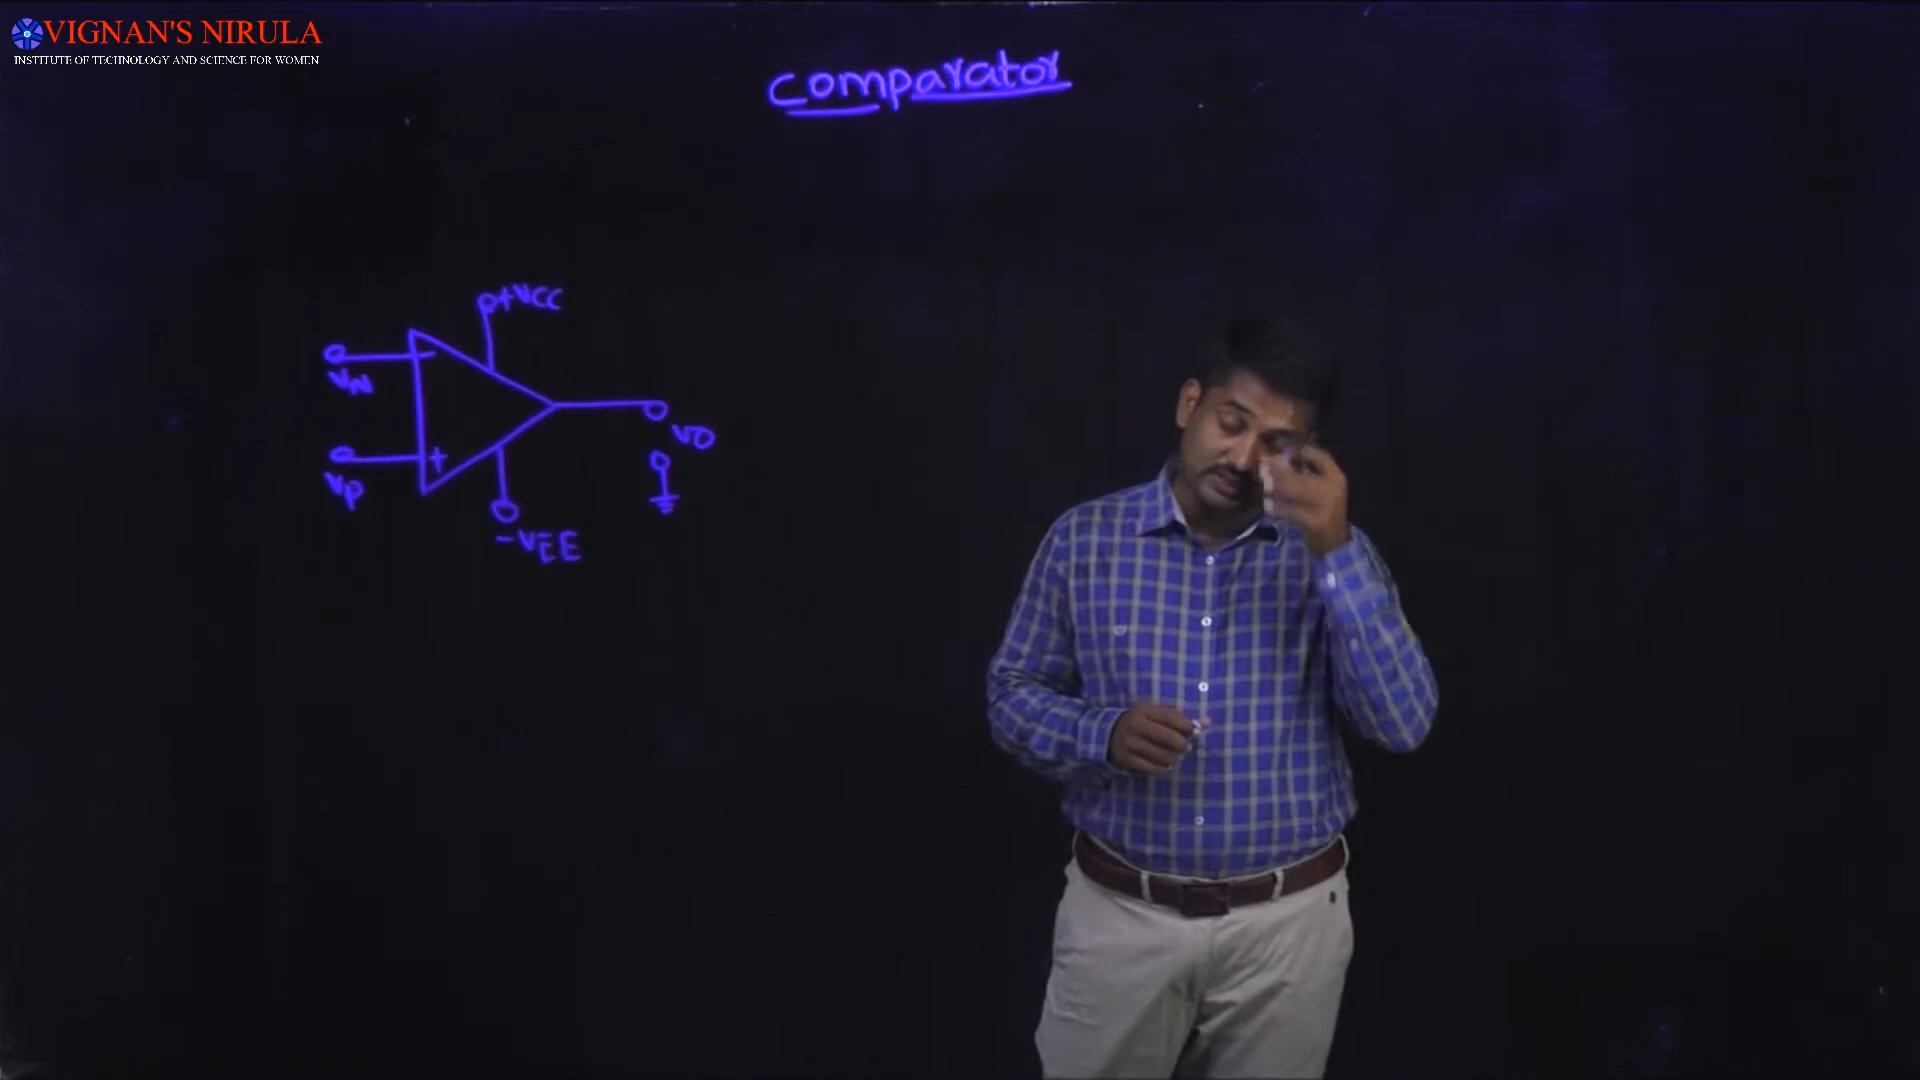 VIGNAN'S NIRULA
INSTITUTE OF TECHNOLOGY AND SCIENCE FOR WOMEN
comparator
+VCC
-
VN
VO
+
VP
-VEE